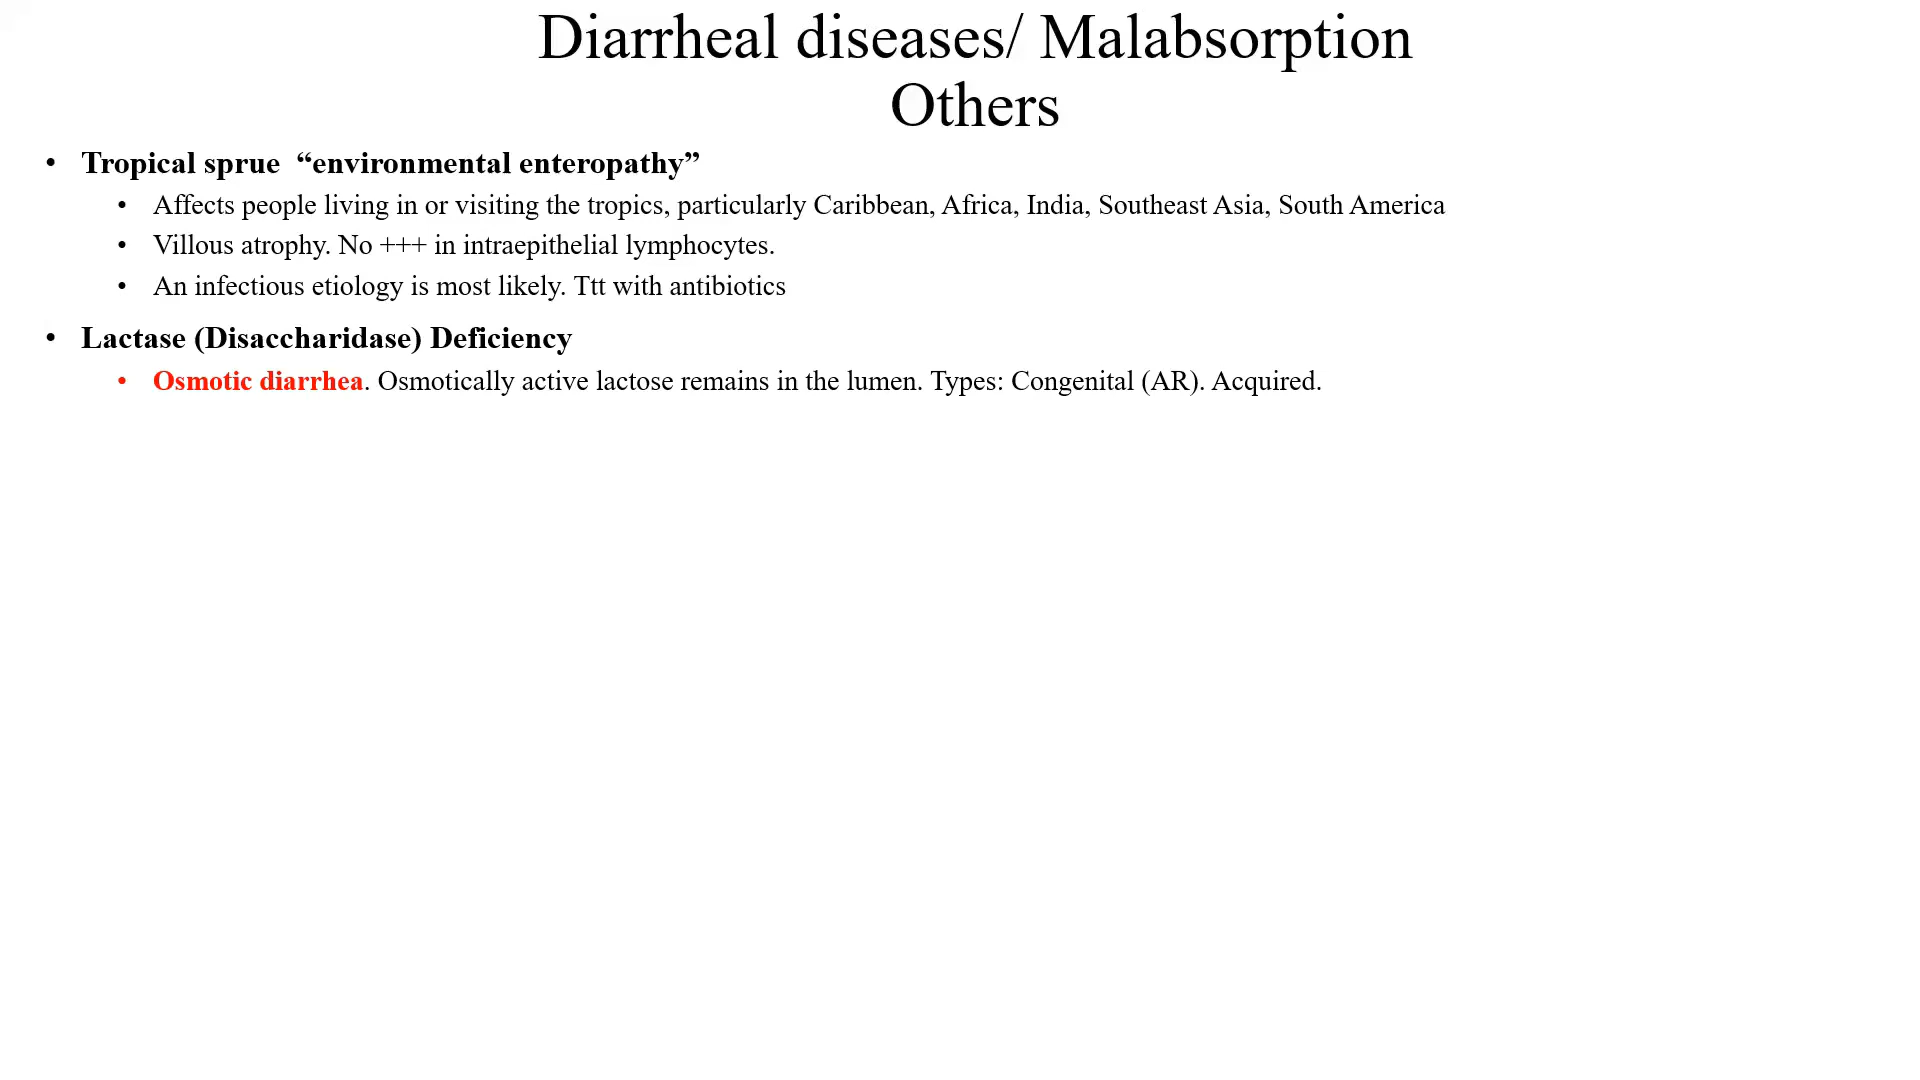 Diarrheal diseases/ Malabsorption
Others
• Tropical sprue “environmental enteropathy”
• Affects people living in or visiting the tropics, particularly Caribbean, Africa, India, Southeast Asia, South America
• Villous atrophy. No +++ in intraepithelial lymphocytes.
• An infectious etiology is most likely. Ttt with antibiotics
• Lactase (Disaccharidase) Deficiency
• Osmotic diarrhea. Osmotically active lactose remains in the lumen. Types: Congenital (AR). Acquired.